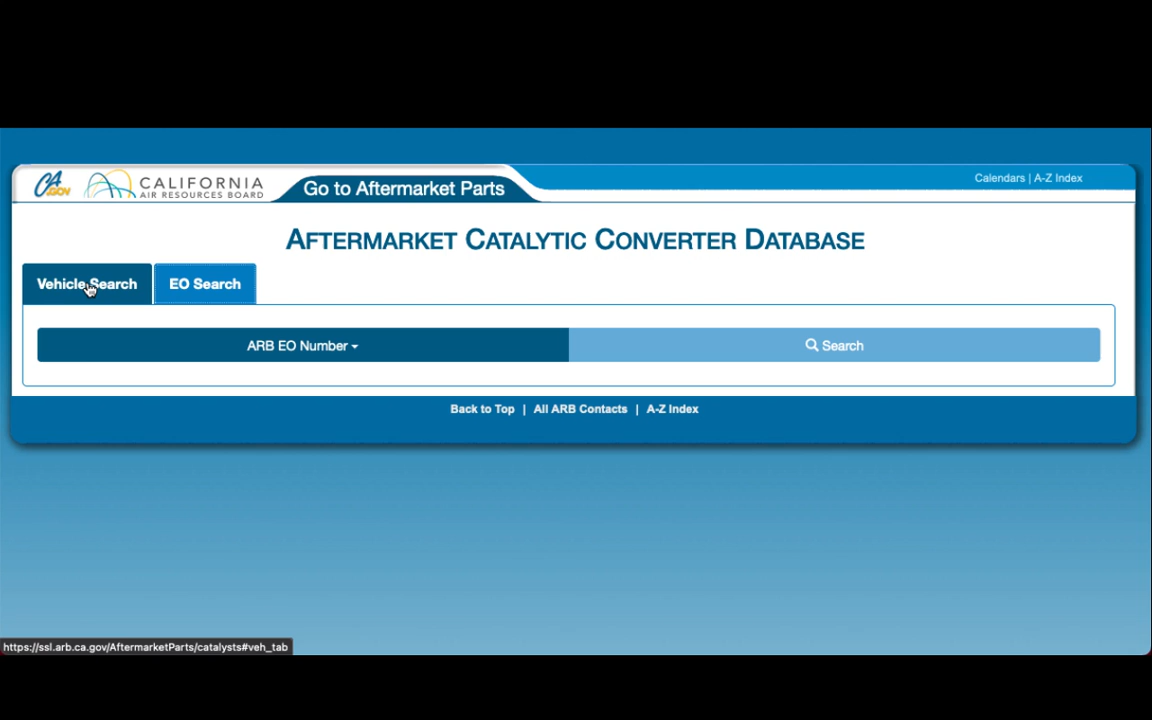 CA
.GOV
CALIFORNIA
AIR RESOURCES BOARD
Go to Aftermarket Parts
Calendars | A-Z Index
AFTERMARKET CATALYTIC CONVERTER DATABASE
Vehicle Search
EO Search
ARB EO Number
Search
Back to Top | All ARB Contacts | A-Z Index
https://ssl.arb.ca.gov/AftermarketParts/catalysts#veh_tab